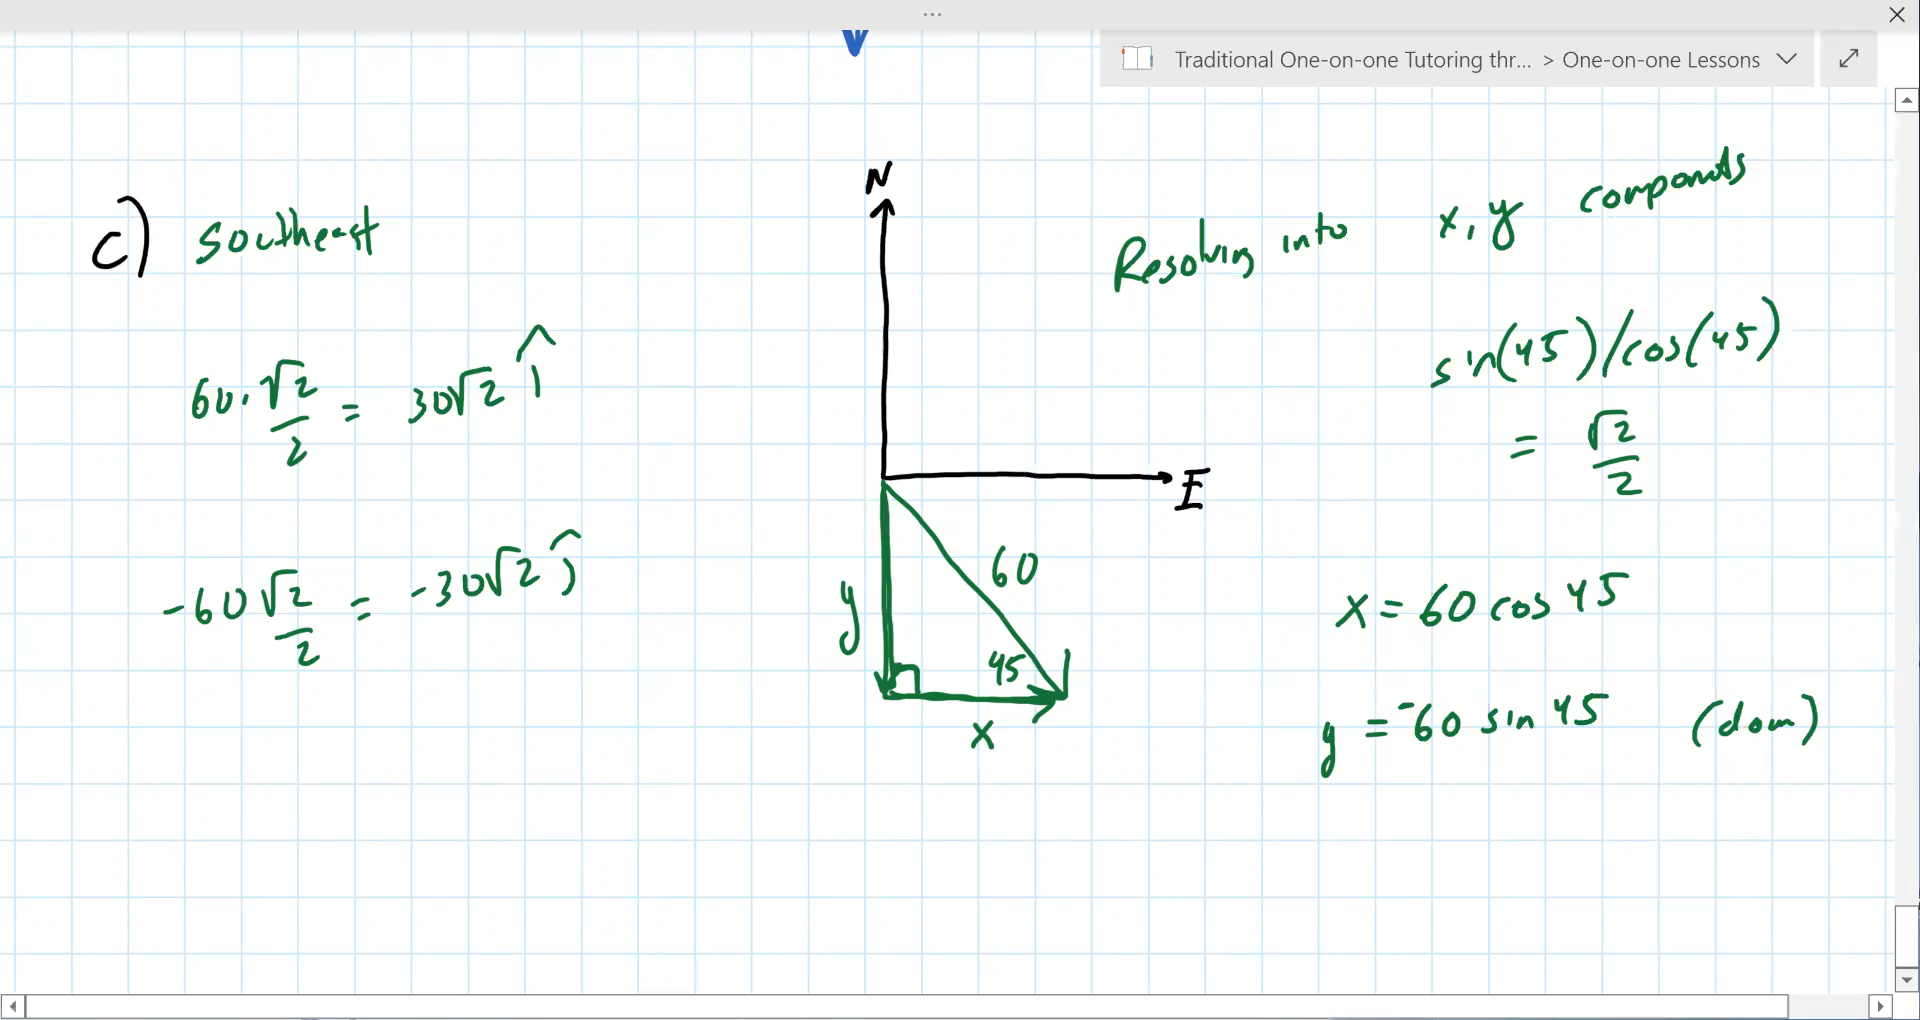 Traditional One-on-one Tutoring thr... > One-on-one Lessons
c) Southeast
60 · √2/2 = 30√2 î
-60 √2/2 = -30√2 ĵ
N
E
60
45
y
x
Resolving into x, y components
sin(45)/cos(45)
= √2/2
x = 60 cos 45
y = -60 sin 45 (down)